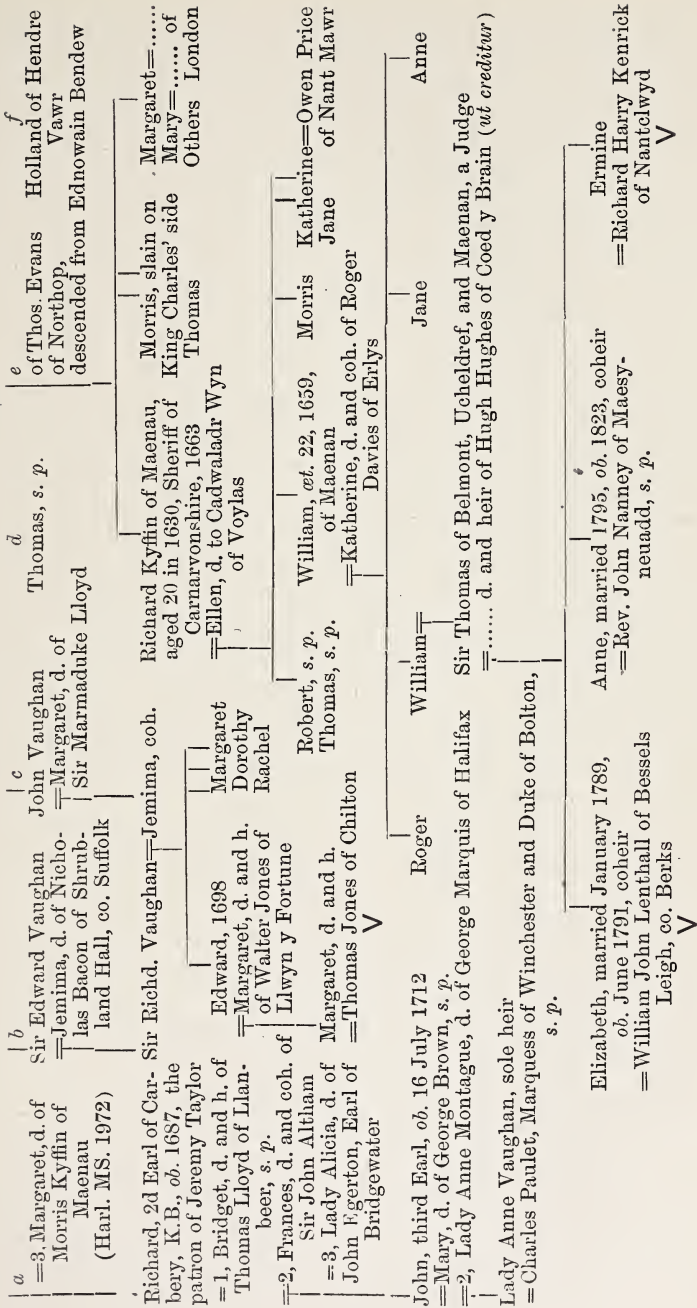 a
=3, Margaret, d. of
Morris Kyffin of
Maenau
(Harl. MS. 1972)
b
Sir Edward Vaughan
=Jemima, d. of Nicho-
las Bacon of Shrub-
land Hall, co. Suffolk
c
John Vaughan
=Margaret, d. of
Sir Marmaduke Lloyd
d
Thomas, s. p.
e
of Thos. Evans
of Northop,
descended from Ednowain Bendew
f
Holland of Hendre
Vawr
Richard, 2d Earl of Car-
bery, K.B., ob. 1687, the
patron of Jeremy Taylor
=1, Bridget, d. and h. of
Thomas Lloyd of Llan-
beer, s. p.
=2, Frances, d. and coh. of
Sir John Altham
=3, Lady Alicia, d. of
John Egerton, Earl of
Bridgewater
Sir Richd. Vaughan=Jemima, coh.
Edward, 1698
=Margaret, d. and h.
of Walter Jones of
Llwyn y Fortune
Margaret
Dorothy
Rachel
Margaret, d. and h.
=Thomas Jones of Chilton
V
Richard Kyffin of Maenau,
aged 20 in 1630, Sheriff of
Carnarvonshire, 1663
=Ellen, d. to Cadwaladr Wyn
of Voylas
Morris, slain on
King Charles' side
Thomas
Margaret=......
Mary=...... of
Others London
Robert, s. p.
Thomas, s. p.
William, æt. 22, 1659,
of Maenan
=Katherine, d. and coh. of Roger
Davies of Erlys
Morris
Katherine=Owen Price
Jane of Nant Mawr
Roger
William=
Jane
Anne
John, third Earl, ob. 16 July 1712
=Mary, d. of George Brown, s. p.
=2, Lady Anne Montague, d. of George Marquis of Halifax
Sir Thomas of Belmont, Ucheldref, and Maenan, a Judge
=...... d. and heir of Hugh Hughes of Coed y Brain (ut creditur)
Lady Anne Vaughan, sole heir
=Charles Paulet, Marquess of Winchester and Duke of Bolton,
s. p.
Elizabeth, married January 1789,
ob. June 1791, coheir
=William John Lenthall of Bessels
Leigh, co. Berks
V
Anne, married 1795, ob. 1823, coheir
=Rev. John Nanney of Maesy-
neuadd, s. p.
Ermine
=Richard Harry Kenrick
of Nantclwyd
V